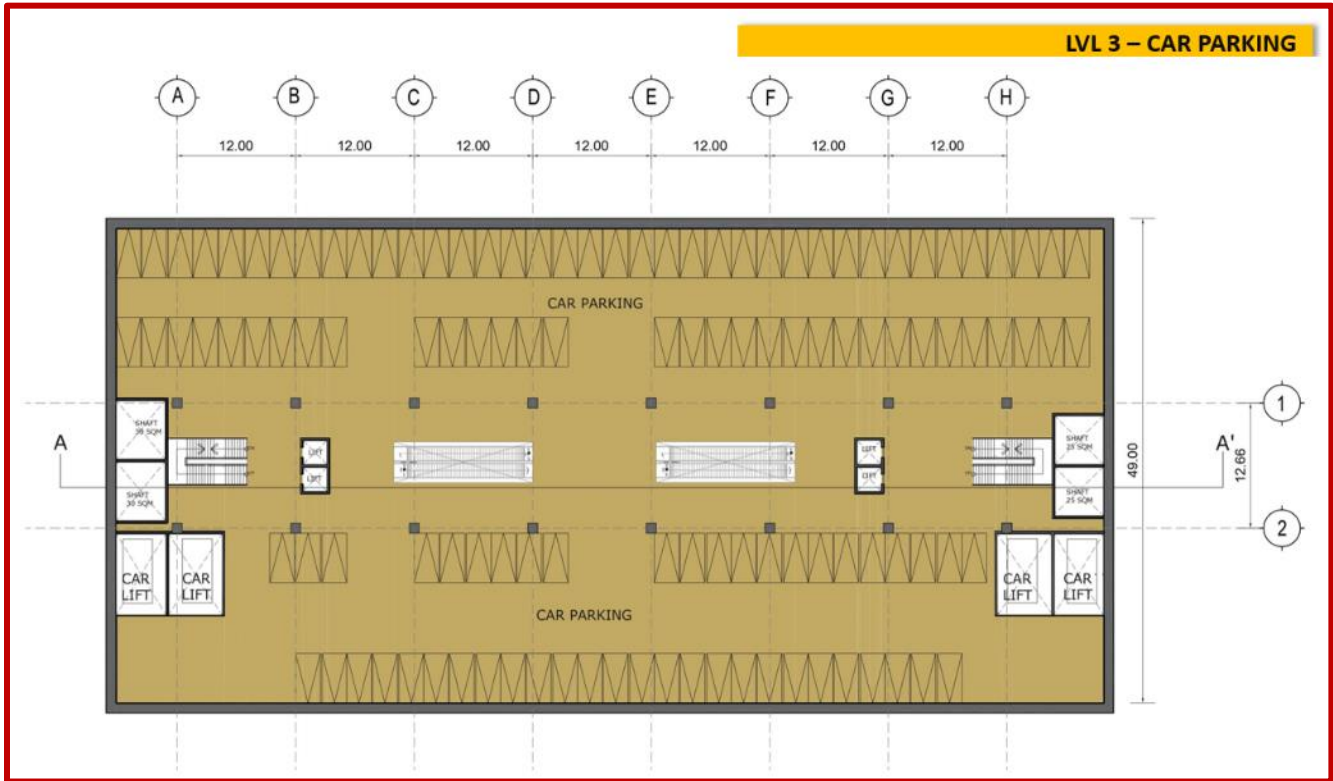 LVL 3 – CAR PARKING
A B C D E F G H
12.00 12.00 12.00 12.00 12.00 12.00 12.00
CAR PARKING
1
SHAFT
30 SQM
SHAFT
25 SQM
A
A'
LIFT
LIFT
12.66
49.00
LIFT
LIFT
SHAFT
30 SQM
SHAFT
25 SQM
2
CAR
LIFT
CAR
LIFT
CAR
LIFT
CAR
LIFT
CAR PARKING